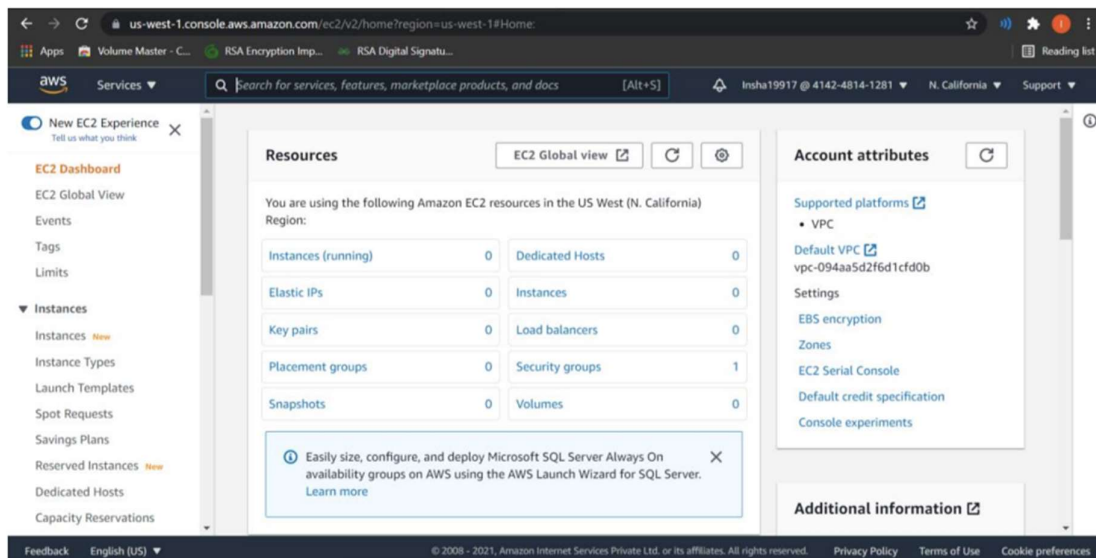 us-west-1.console.aws.amazon.com/ec2/v2/home?region=us-west-1#Home:
Apps Volume Master - C... RSA Encryption Imp... RSA Digital Signatu... Reading list
aws Services ▼ Search for services, features, marketplace products, and docs [Alt+S] Insha19917 @ 4142-4814-1281 ▼ N. California ▼ Support ▼
New EC2 Experience
Tell us what you think
EC2 Dashboard
EC2 Global View
Events
Tags
Limits
Instances
Instances New
Instance Types
Launch Templates
Spot Requests
Savings Plans
Reserved Instances New
Dedicated Hosts
Capacity Reservations
Resources
EC2 Global view
You are using the following Amazon EC2 resources in the US West (N. California)
Region:
Instances (running) 0 Dedicated Hosts 0
Elastic IPs 0 Instances 0
Key pairs 0 Load balancers 0
Placement groups 0 Security groups 1
Snapshots 0 Volumes 0
Easily size, configure, and deploy Microsoft SQL Server Always On
availability groups on AWS using the AWS Launch Wizard for SQL Server.
Learn more
Account attributes
Supported platforms
• VPC
Default VPC
vpc-094aa5d2f6d1cfd0b
Settings
EBS encryption
Zones
EC2 Serial Console
Default credit specification
Console experiments
Additional information
Feedback English (US) ▼ © 2008 - 2021, Amazon Internet Services Private Ltd. or its affiliates. All rights reserved. Privacy Policy Terms of Use Cookie preferences